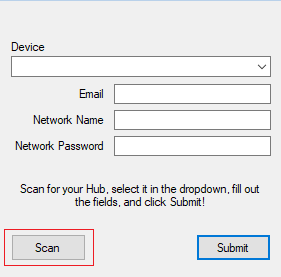 Device
Email
Network Name
Network Password
Scan for your Hub, select it in the dropdown, fill out
the fields, and click Submit!
Scan
Submit